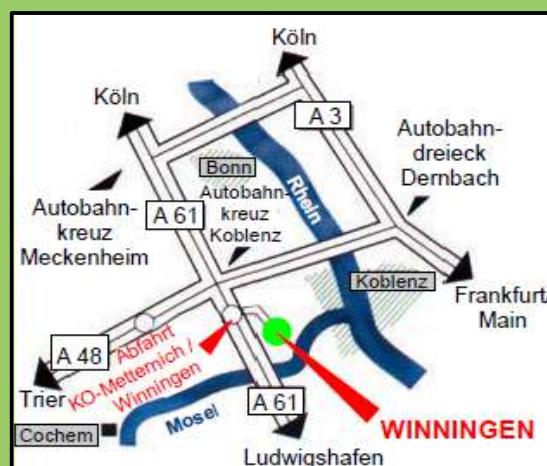 Köln
Köln
A 3
Autobahn-
dreieck
Dernbach
Bonn
Rhein
Autobahn-
kreuz
Koblenz
A 61
Autobahn-
kreuz
Meckenheim
Koblenz
Frankfurt/
Main
A 48
Abfahrt
KO-Metternich /
Winningen
Trier
A 61
Mosel
Cochem
WINNINGEN
Ludwigshafen